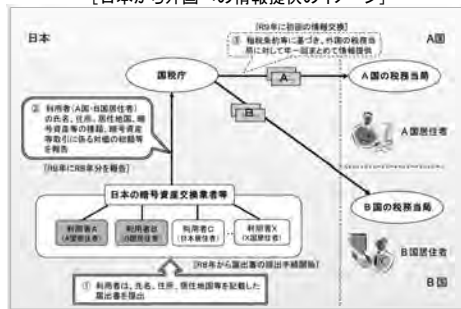 [日本から外国への情報提供のイメージ]
日本
A国
[R9年に初回の情報交換]
③ 租税条約等に基づき、外国の税務当
局に対して年一回まとめて情報提供
国税庁
A
A国の税務当局
B
② 利用者(A国・B国居住者)
の氏名、住所、居住地国、暗
号資産等の種類、暗号資産
等取引に係る対価の総額等
を報告
A国居住者
[R9年にR8年分を報告]
日本の暗号資産交換業者等
B国の税務当局
利用者A
(A国居住者)
利用者B
(B国居住者)
利用者C
(日本居住者)
…
利用者X
(X国居住者)
B国居住者
[R8年から届出書の提出手続開始]
① 利用者は、氏名、住所、居住地国等を記載した
届出書を提出
B国